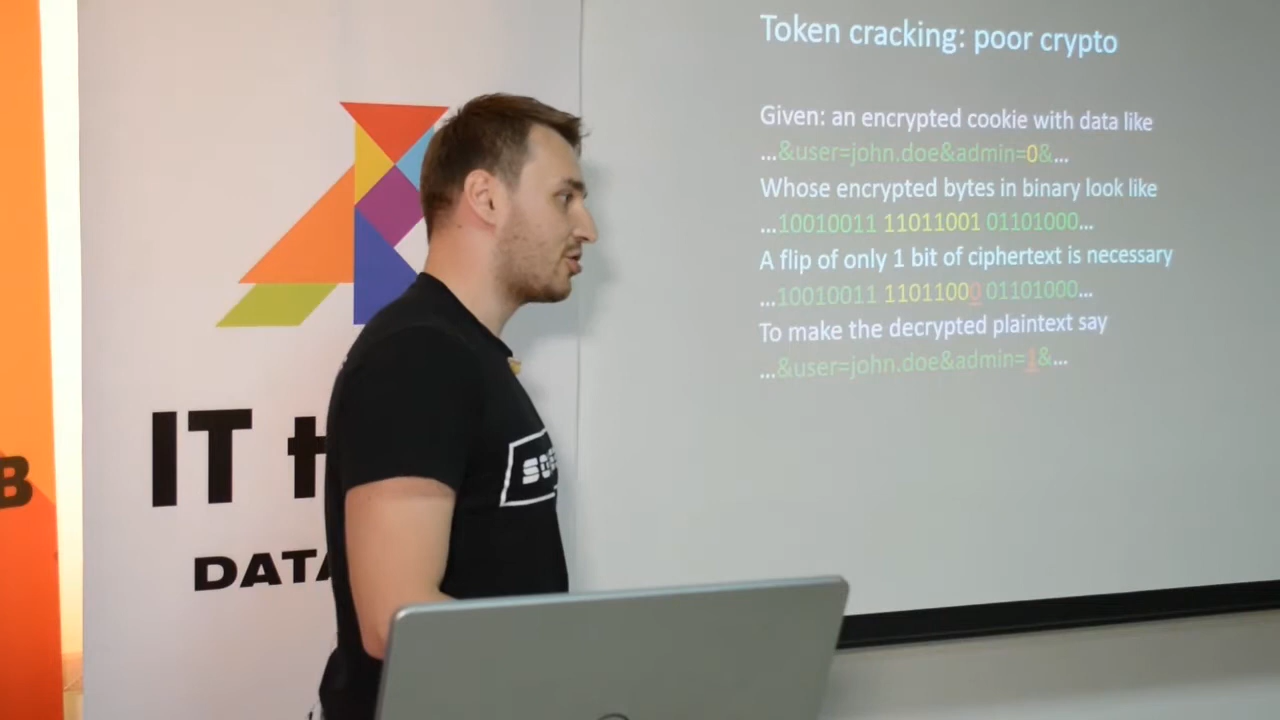 Token cracking: poor crypto
Given: an encrypted cookie with data like
...&user=john.doe&admin=0&...
Whose encrypted bytes in binary look like
...10010011 11011001 01101000...
A flip of only 1 bit of ciphertext is necessary
...10010011 11011000 01101000...
To make the decrypted plaintext say
...&user=john.doe&admin=1&...
IT
DATA
B